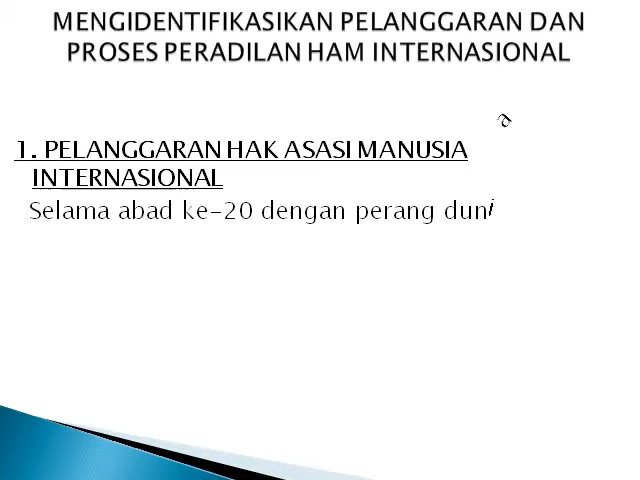 MENGIDENTIFIKASIKAN PELANGGARAN DAN
PROSES PERADILAN HAM INTERNASIONAL
1. PELANGGARAN HAK ASASI MANUSIA
INTERNASIONAL
Selama abad ke-20 dengan perang dunia